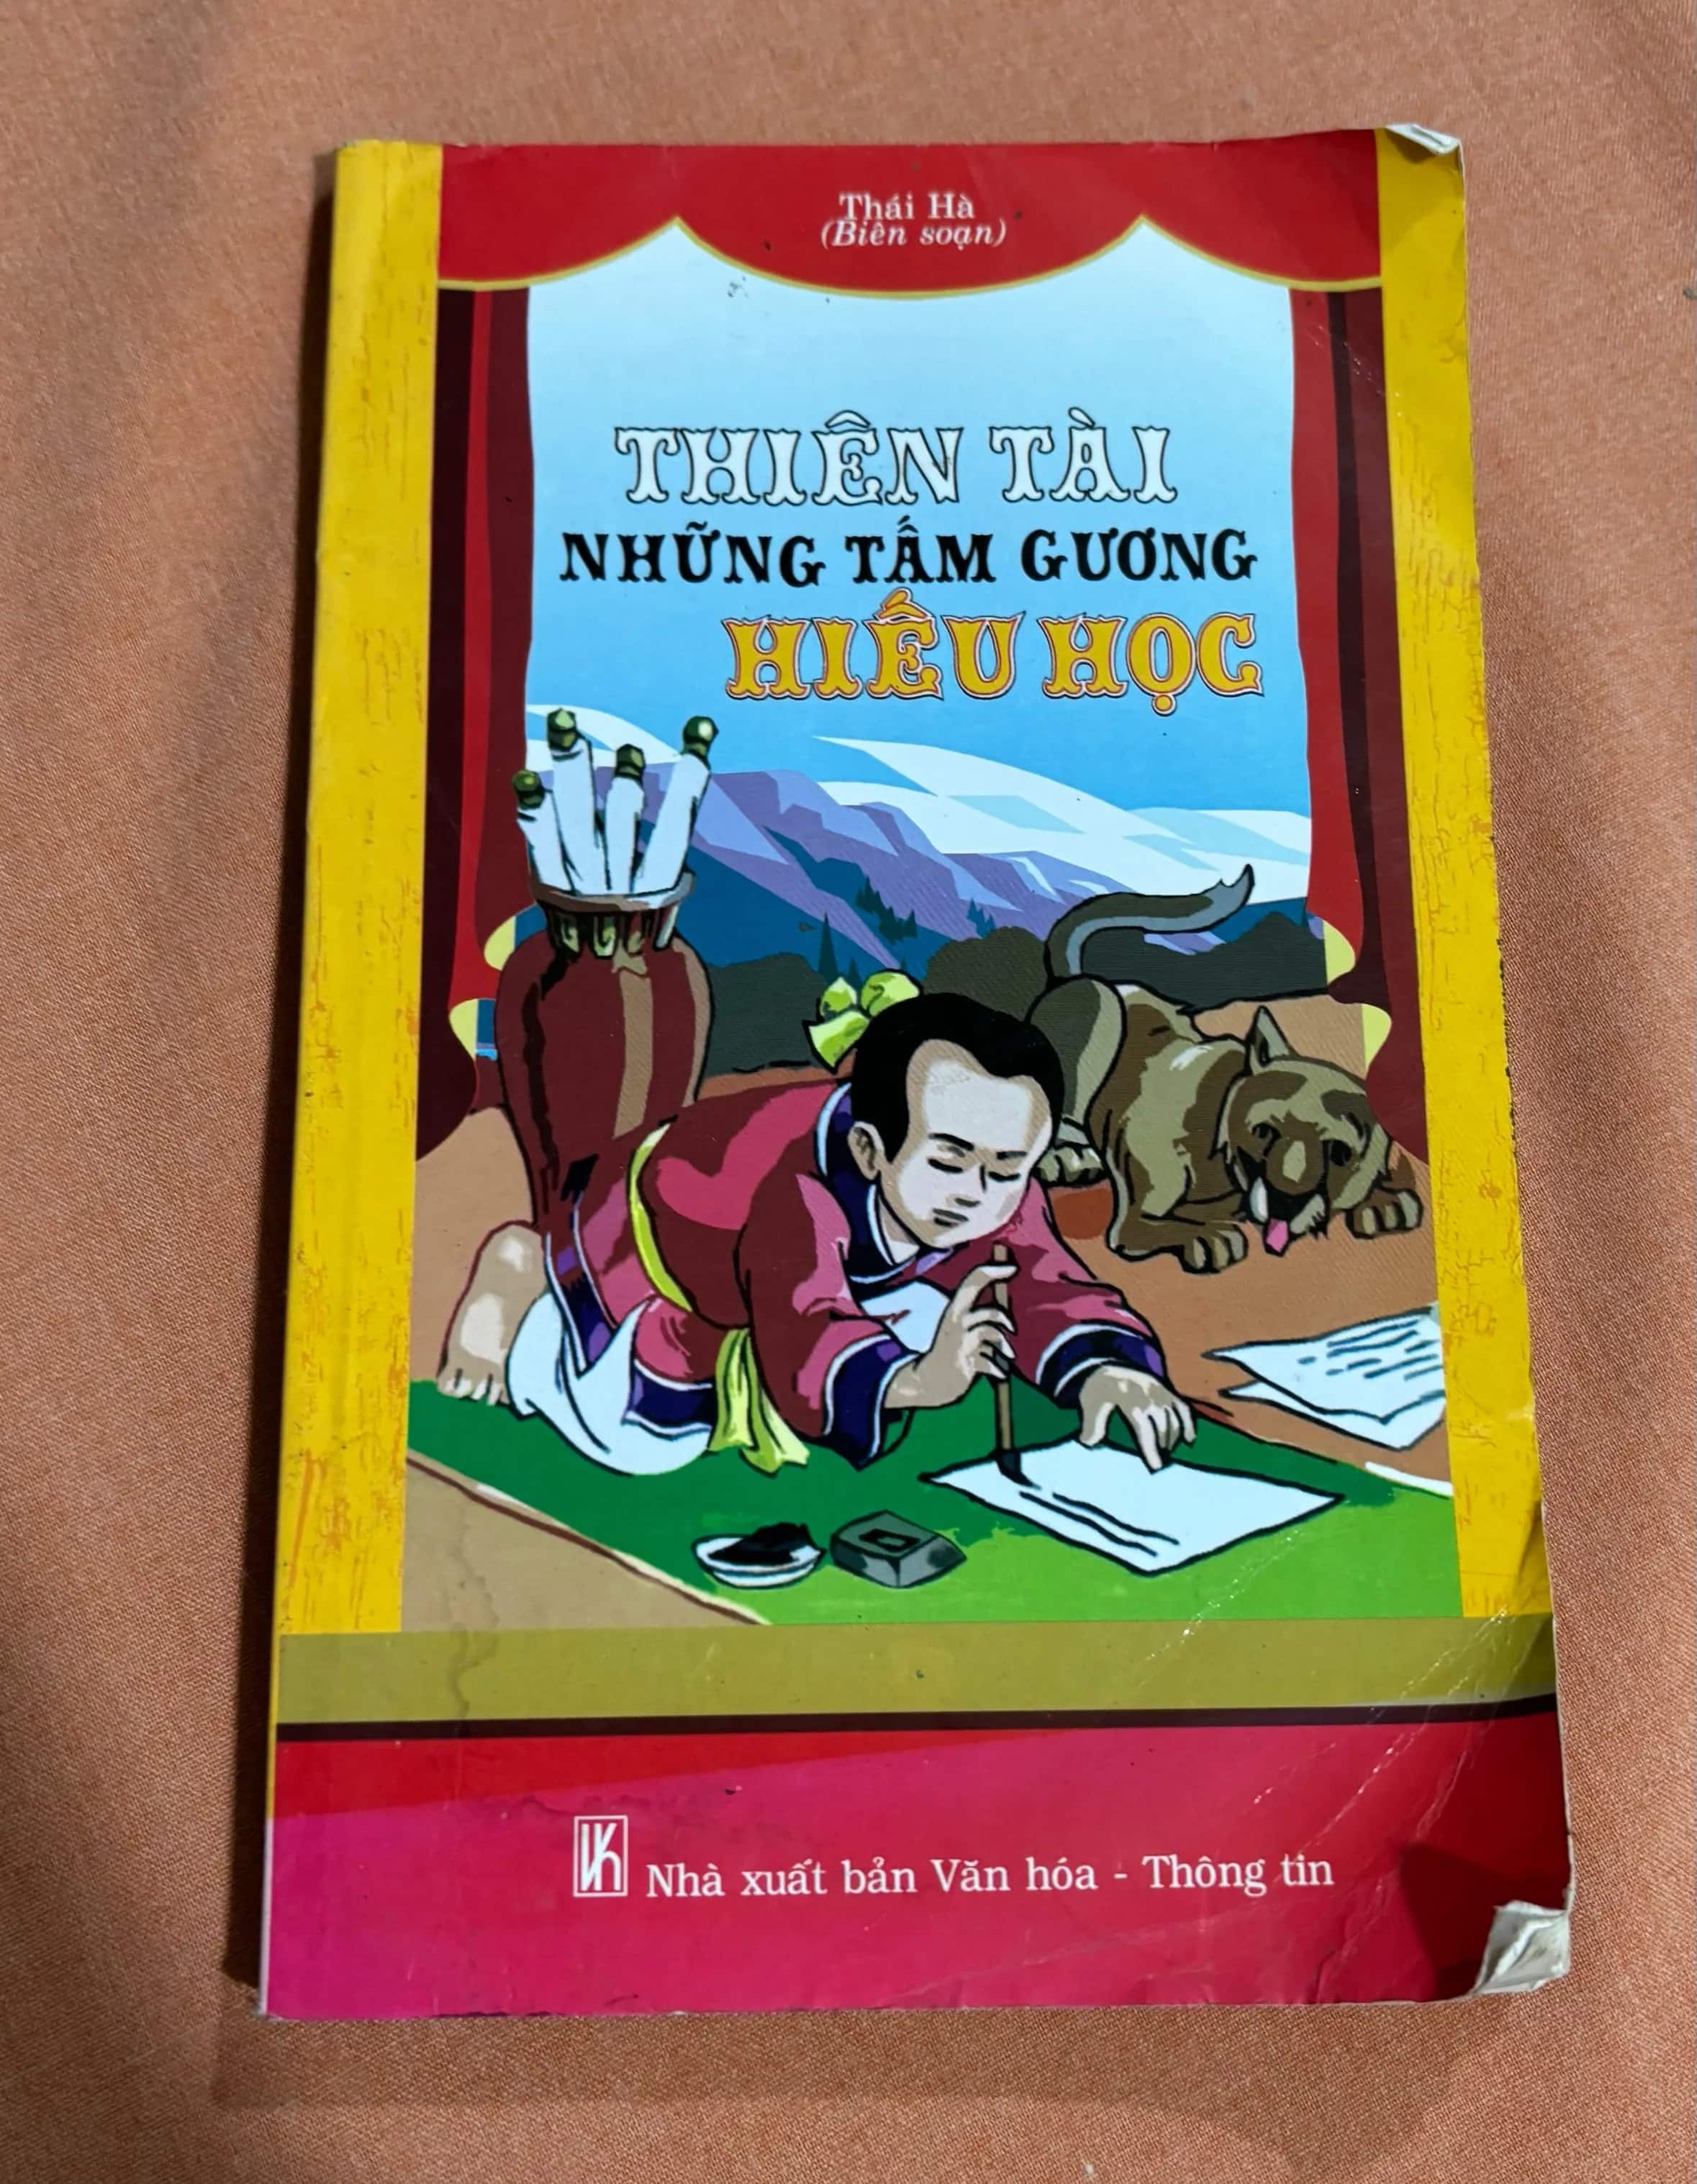 Thái Hà
(Biên soạn)
THIÊN TÀI
NHỮNG TẤM GƯƠNG
HIẾU HỌC
Nhà xuất bản Văn hóa - Thông tin